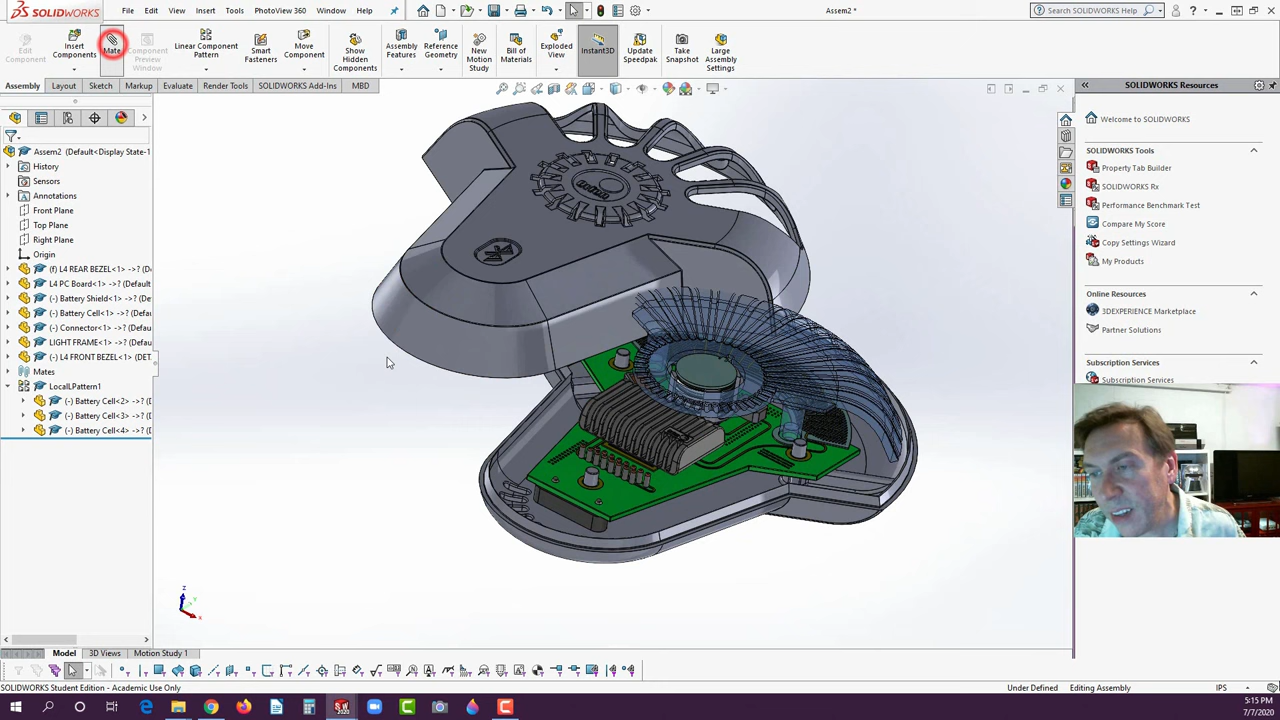 SOLIDWORKS File Edit View Insert Tools PhotoView 360 Window Help Assem2 * Search SOLIDWORKS Help
Edit Component
Insert Components
Mate
Component Preview Window
Linear Component Pattern
Smart Fasteners
Move Component
Show Hidden Components
Assembly Features
Reference Geometry
New Motion Study
Bill of Materials
Exploded View
Instant3D
Update Speedpak
Take Snapshot
Large Assembly Settings
Assembly Layout Sketch Markup Evaluate Render Tools SOLIDWORKS Add-Ins MBD
SOLIDWORKS Resources
Assem2 (Default<Display State-1
History
Sensors
Annotations
Front Plane
Top Plane
Right Plane
Origin
(f) L4 REAR BEZEL<1> ->? (D
L4 PC Board<1> ->? (Default
(-) Battery Shield<1> ->? (D
(-) Battery Cell<1> ->? (Def
(-) Connector<1> ->? (Defau
LIGHT FRAME<1> ->? (DET
(-) L4 FRONT BEZEL<1> (DET.
Mates
LocalLPattern1
(-) Battery Cell<2> ->? (D
(-) Battery Cell<3> ->? (D
(-) Battery Cell<4> ->? (D
Welcome to SOLIDWORKS
SOLIDWORKS Tools
Property Tab Builder
SOLIDWORKS Rx
Performance Benchmark Test
Compare My Score
Copy Settings Wizard
My Products
Online Resources
3DEXPERIENCE Marketplace
Partner Solutions
Subscription Services
Subscription Services
z
y
x
Model 3D Views Motion Study 1
SOLIDWORKS Student Edition - Academic Use Only Under Defined Editing Assembly IPS
5:15 PM
7/7/2020